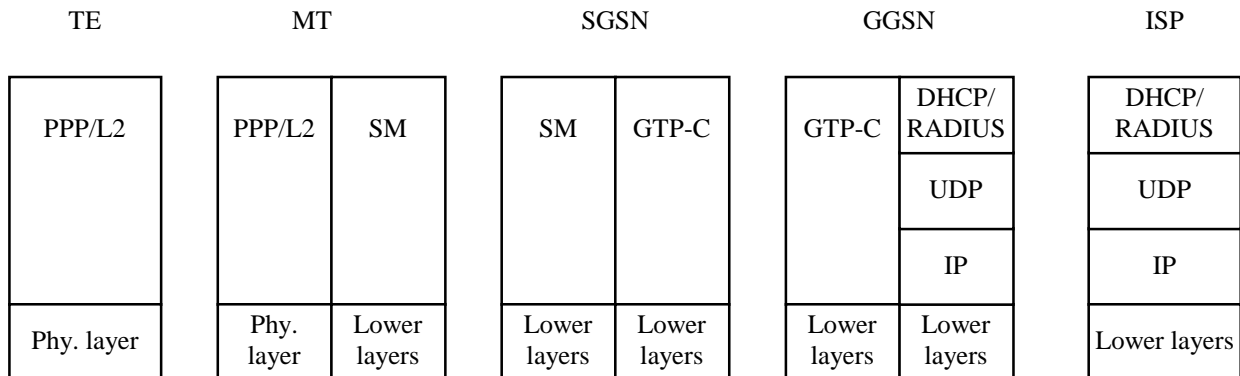 TE
MT
SGSN
GGSN
ISP
PPP/L2
PPP/L2
SM
SM
GTP-C
GTP-C
DHCP/
RADIUS
DHCP/
RADIUS
UDP
UDP
IP
IP
Phy. layer
Phy.
layer
Lower
layers
Lower
layers
Lower
layers
Lower
layers
Lower
layers
Lower layers